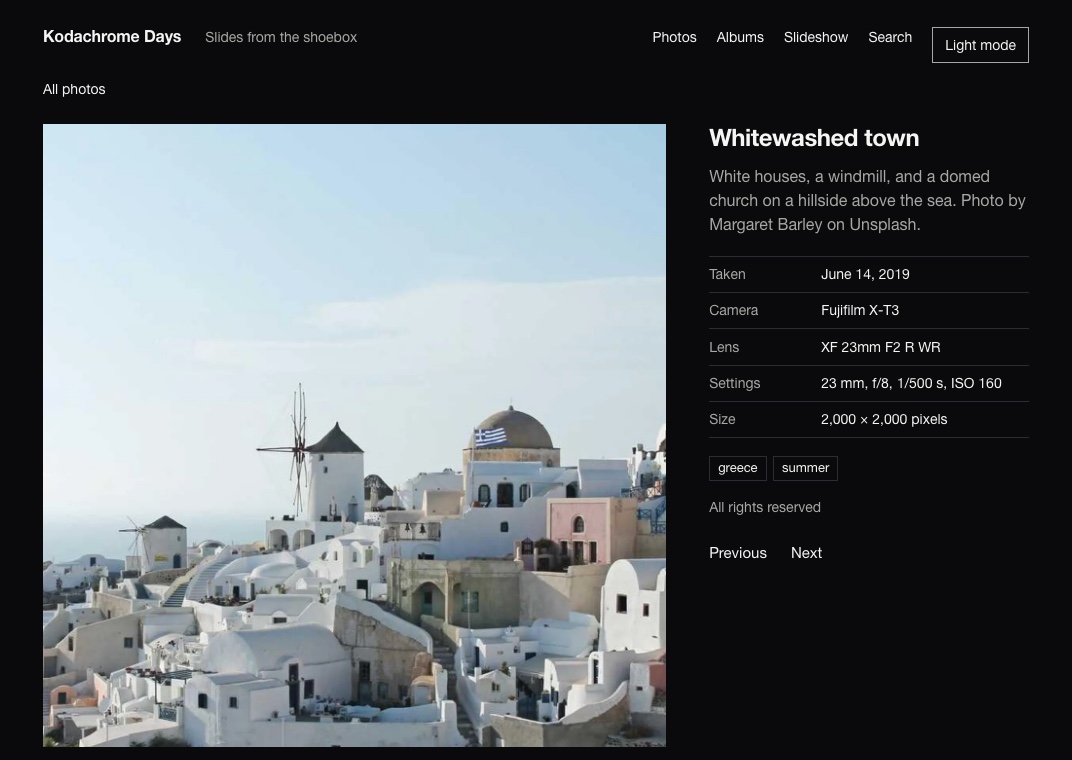 Kodachrome Days
Slides from the shoebox
Photos
Albums
Slideshow
Search
Light mode
All photos
Whitewashed town
White houses, a windmill, and a domed
church on a hillside above the sea. Photo by
Margaret Barley on Unsplash.
Taken June 14, 2019
Camera Fujifilm X-T3
Lens XF 23mm F2 R WR
Settings 23 mm, f/8, 1/500 s, ISO 160
Size 2,000 × 2,000 pixels
greece
summer
All rights reserved
Previous
Next